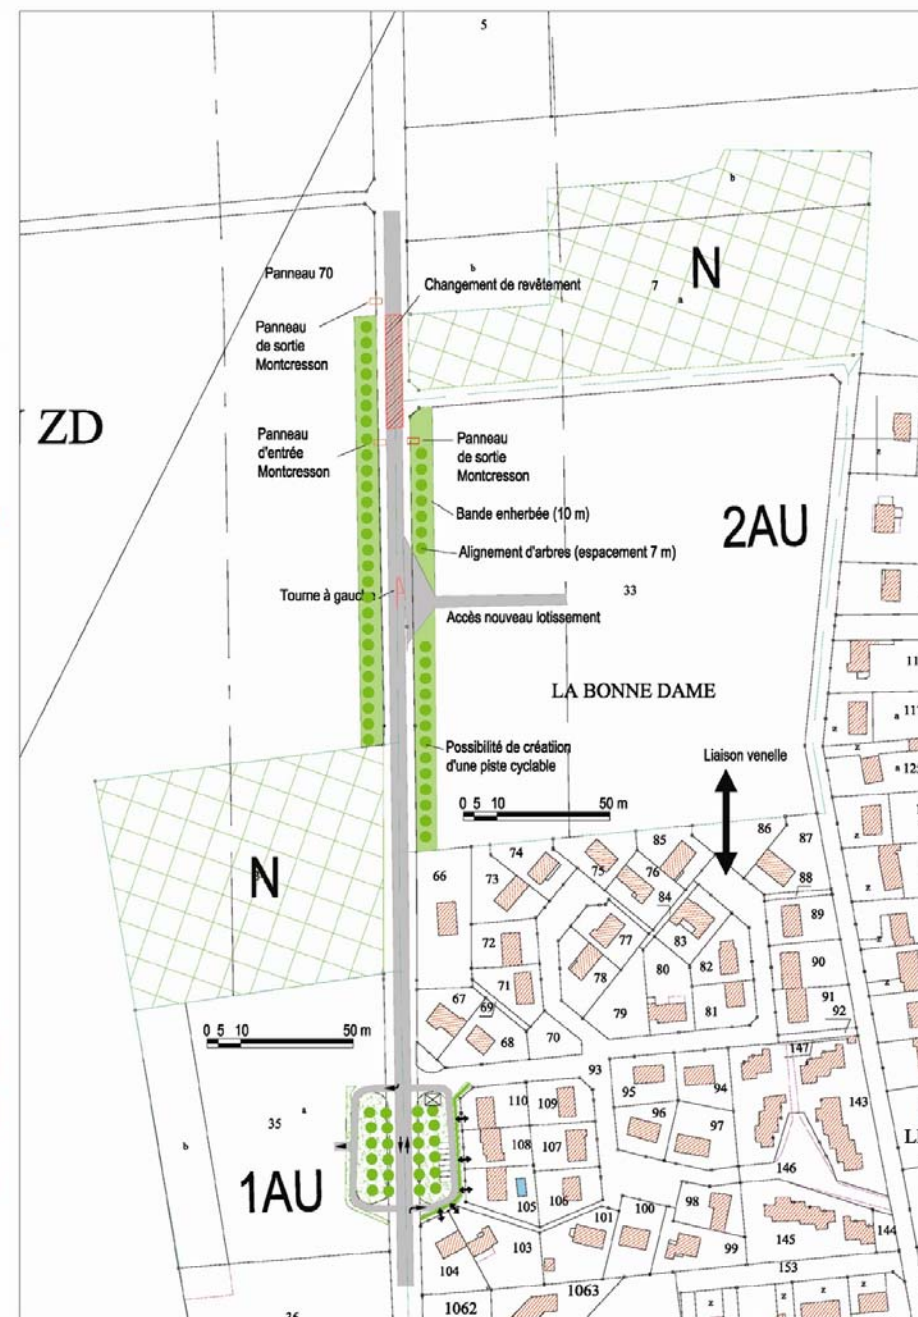 5
b
N
Panneau 70
b
Changement de revêtement
7
a
Panneau
de sortie
Montcresson
ZD
Panneau
d'entrée
Montcresson
Panneau
de sortie
Montcresson
z
Bande enherbée (10 m)
2AU
Alignement d'arbres (espacement 7 m)
Tourne à gauche
33
Accès nouveau lotissement
LA BONNE DAME
z
a
z
Possibilité de création
d'une piste cyclable
Liaison venelle
a
0 5 10 50 m
z
74
85
86
87
66
73
75
76
88
z
N
84
89
72
77
83
z
71
78
80
82
90
67
69
79
81
91
92
z
0 5 10 50 m
68
70
147
93
95
94
143
110
109
96
97
35
a
b
108
107
146
1AU
105
106
98
100
101
145
144
103
99
104
153
1063
1062
z
z
z